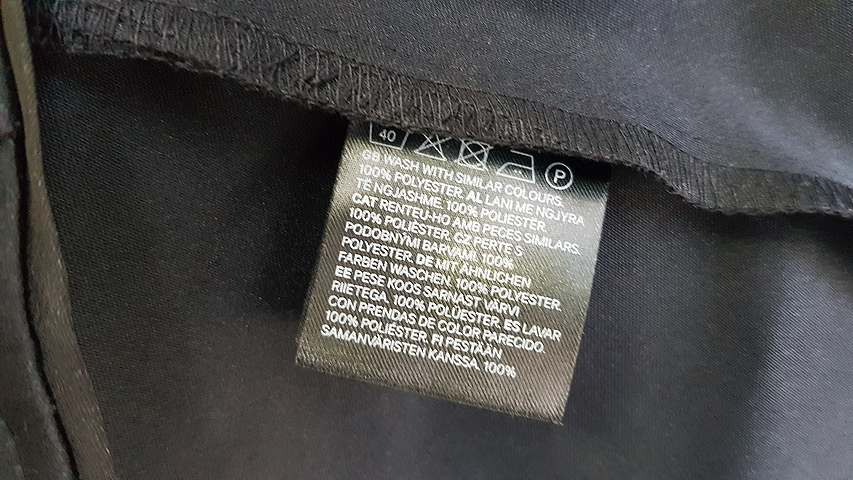 40 P
GB WASH WITH SIMILAR COLOURS.
100% POLYESTER. AL LANI ME NGJYRA
TË NGJASHME. 100% POLIESTER.
CAT RENTEU-HO AMB PECES SIMILARS.
100% POLIÈSTER. CZ PERTE S
PODOBNÝMI BARVAMI. 100%
POLYESTER. DE MIT ÄHNLICHEN
FARBEN WASCHEN. 100% POLYESTER.
EE PESE KOOS SARNAST VÄRVI
RIIETEGA. 100% POLÜESTER. ES LAVAR
CON PRENDAS DE COLOR PARECIDO.
100% POLIÉSTER. FI PESTÄÄN
SAMANVÄRISTEN KANSSA. 100%